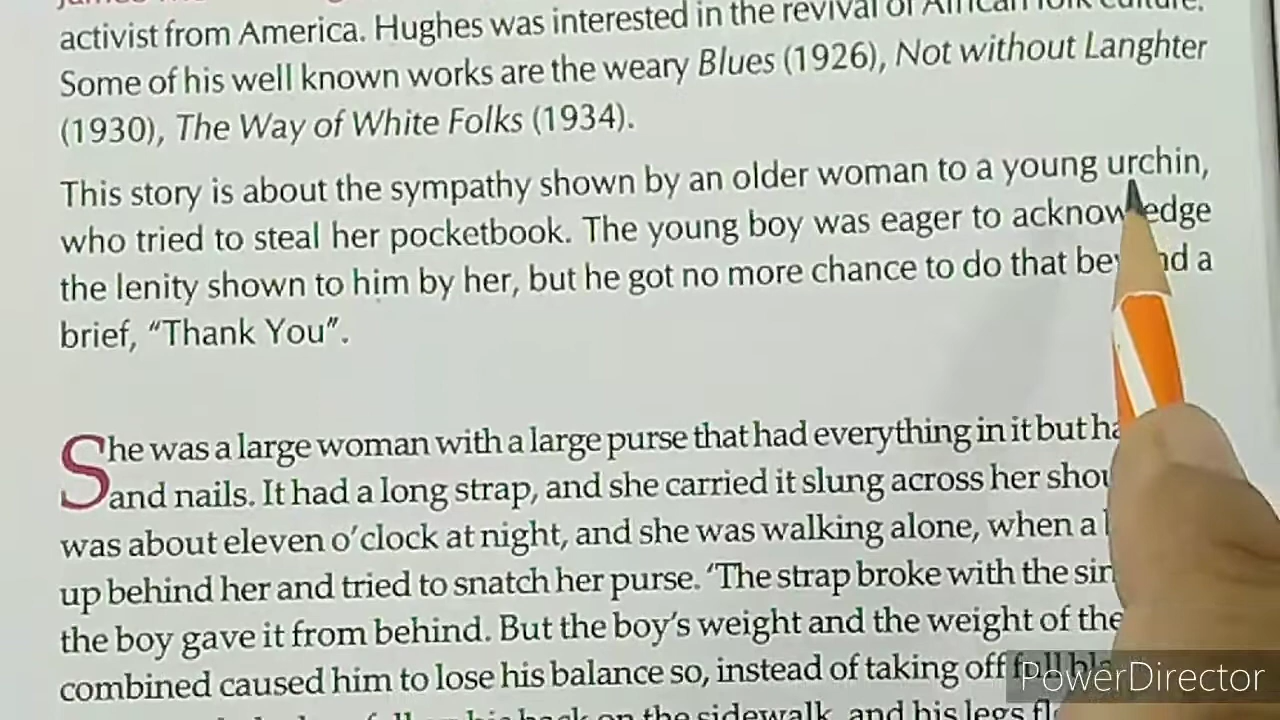 activist from America. Hughes was interested in the revival of African folk culture.
Some of his well known works are the weary Blues (1926), Not without Langhter
(1930), The Way of White Folks (1934).
This story is about the sympathy shown by an older woman to a young urchin,
who tried to steal her pocketbook. The young boy was eager to acknowledge
the lenity shown to him by her, but he got no more chance to do that beyond a
brief, “Thank You”.
She was a large woman with a large purse that had everything in it but
and nails. It had a long strap, and she carried it slung across her
was about eleven o’clock at night, and she was walking alone, when a
up behind her and tried to snatch her purse. ‘The strap broke with the
the boy gave it from behind. But the boy’s weight and the weight of the
combined caused him to lose his balance so, instead of taking off full
on the sidewalk, and his legs
PowerDirector